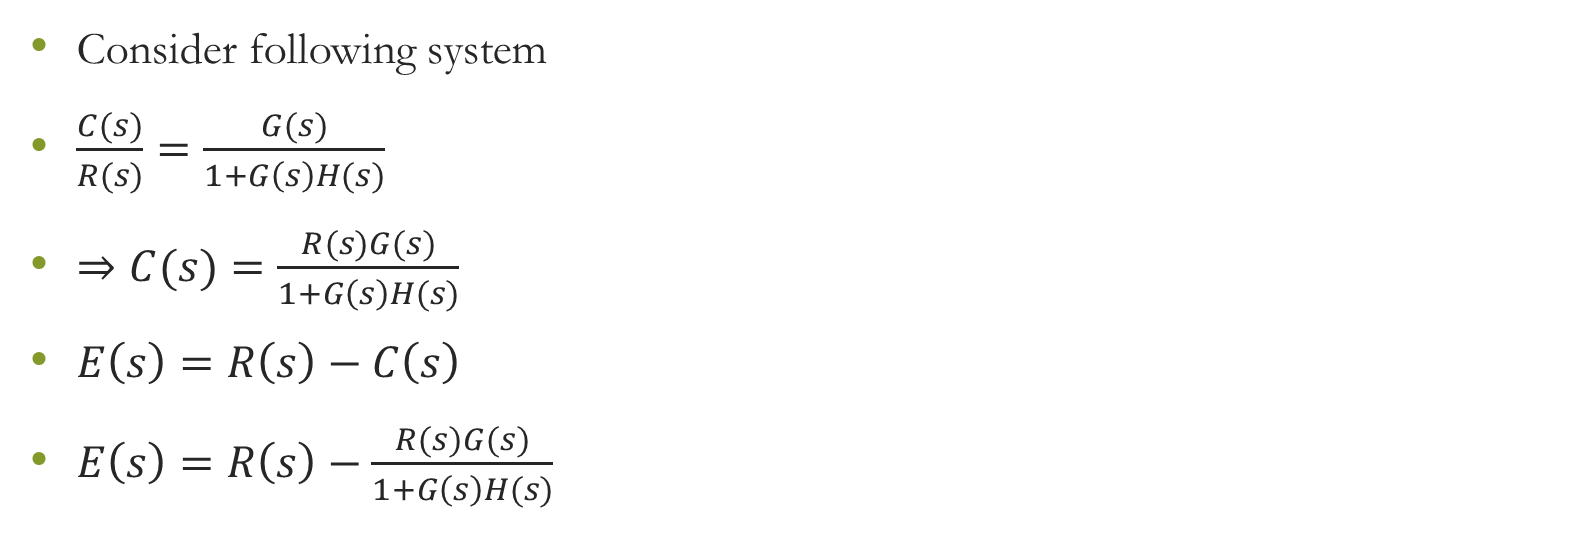 • Consider following system
• C(s)/R(s) = G(s)/(1+G(s)H(s))
• ⇒ C(s) = R(s)G(s)/(1+G(s)H(s))
• E(s) = R(s) − C(s)
• E(s) = R(s) − R(s)G(s)/(1+G(s)H(s))